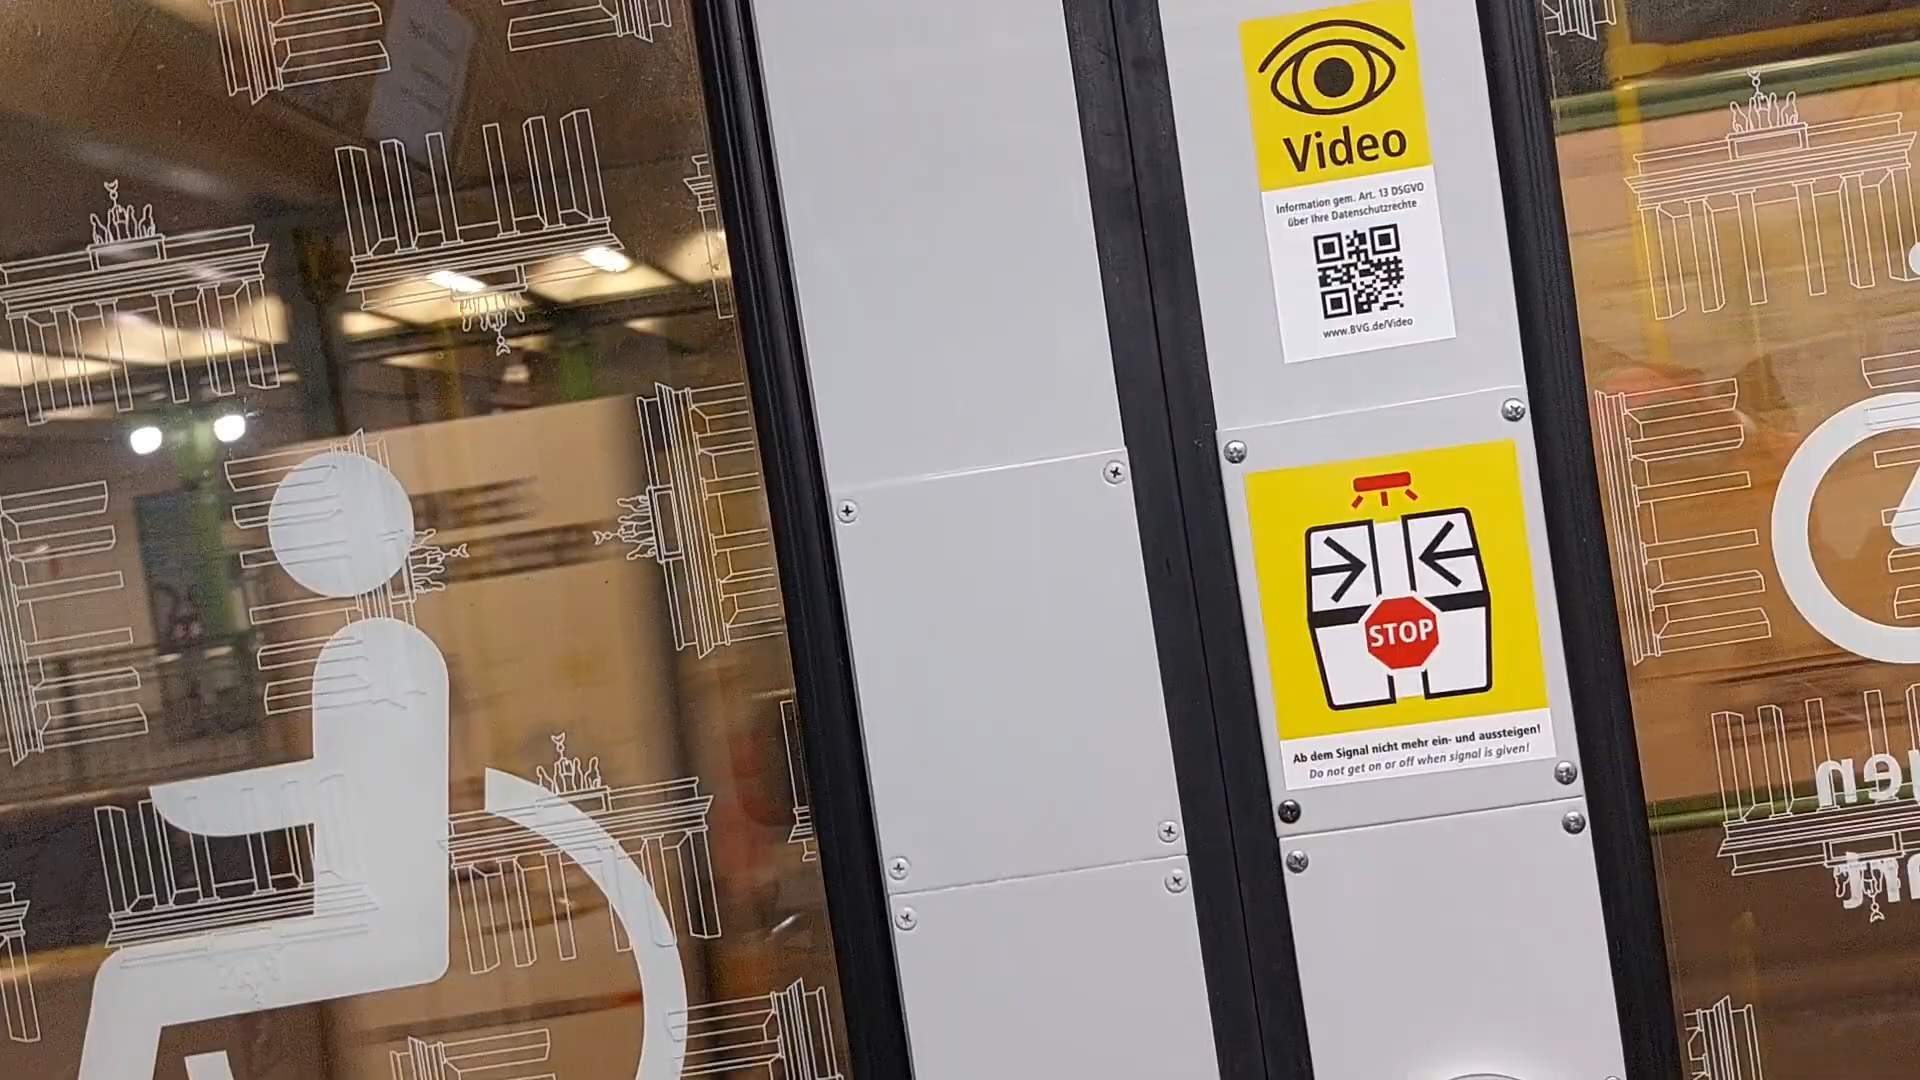 Video
Information gem. Art. 13 DSGVO
über Ihre Datenschutzrechte
www.BVG.de/Video
STOP
Ab dem Signal nicht mehr ein- und aussteigen!
Do not get on or off when signal is given!